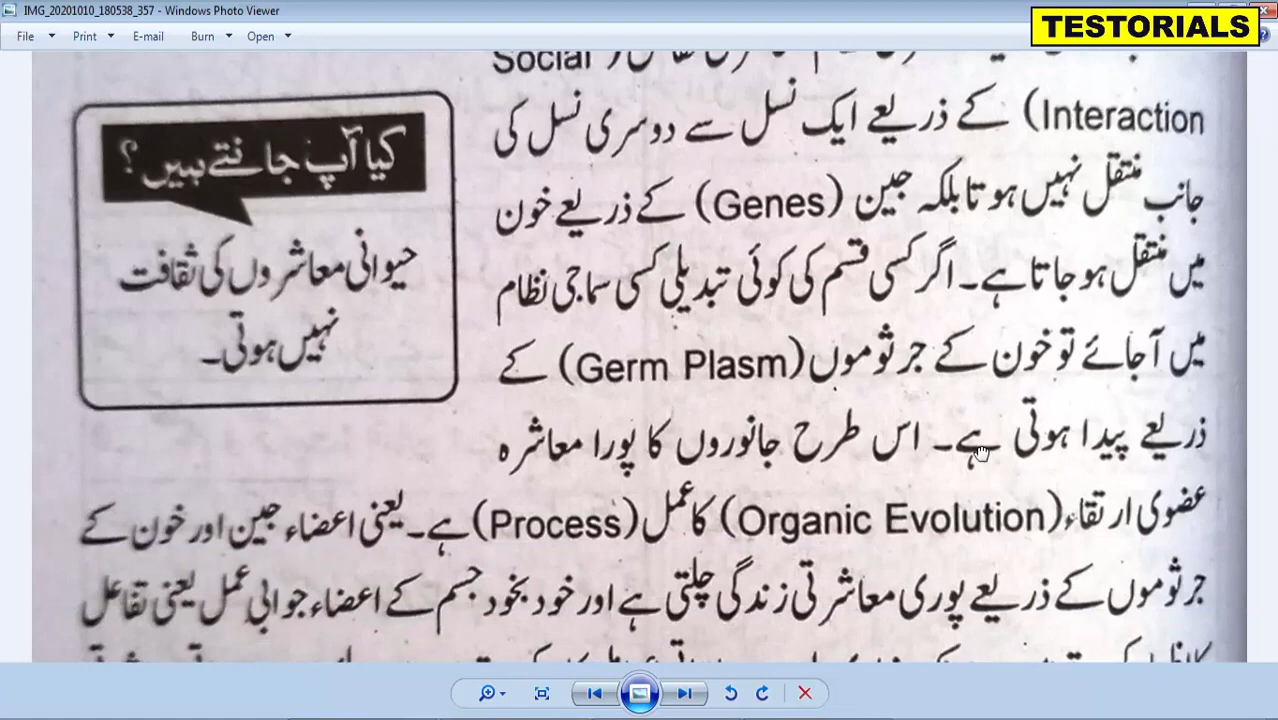 IMG_20201010_180538_357 - Windows Photo Viewer
TESTORIALS
File Print E-mail Burn Open
Social
Interaction) کے ذریعے ایک نسل سے دوسری نسل کی
جانب منتقل نہیں ہوتا بلکہ جین (Genes) کے ذریعے خون
میں منتقل ہو جاتا ہے۔ اگر کسی قسم کی کوئی تبدیلی کسی سماجی نظام
میں آجائے تو خون کے جرثوموں (Germ Plasm) کے
ذریعے پیدا ہوتی ہے۔ اس طرح جانوروں کا پورا معاشرہ
کیا آپ جانتے ہیں؟
حیوانی معاشروں کی ثقافت
نہیں ہوتی۔
عضوی ارتقاء (Organic Evolution) کا عمل (Process) ہے۔ یعنی اعضاء جین اور خون کے
جرثوموں کے ذریعے پوری معاشرتی زندگی چلتی ہے اور خود بخود جسم کے اعضاء جوابی عمل یعنی تفاعل